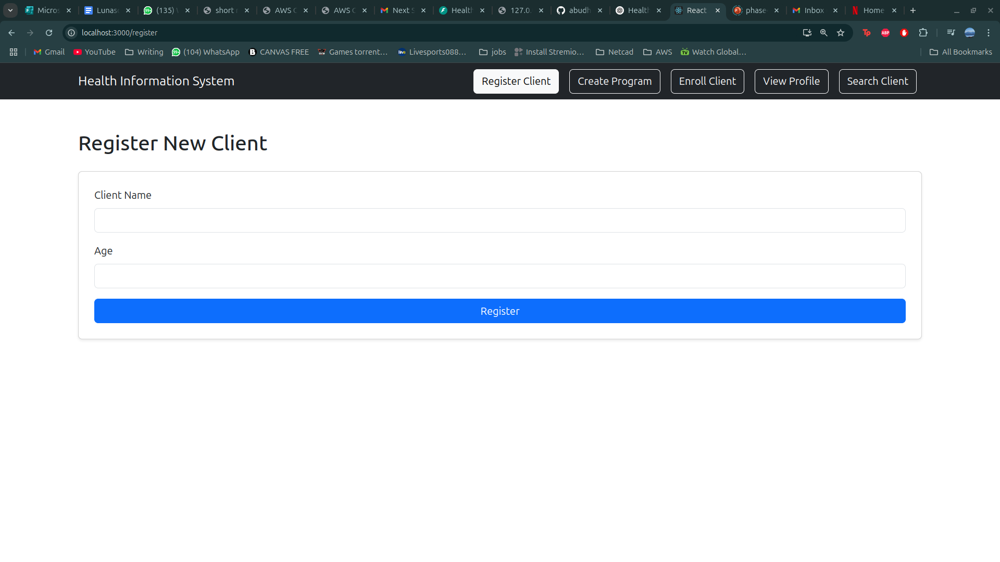 Micros Lunas (135) short AWS AWS Next Health 127.0. abudh Health React phase Inbox Home
localhost:3000/register
Gmail YouTube Writing (104) WhatsApp CANVAS FREE Games torrent... Livesports088... jobs Install Stremio... Netcad AWS Watch Global... All Bookmarks
Health Information System Register Client Create Program Enroll Client View Profile Search Client
Register New Client
Client Name
Age
Register